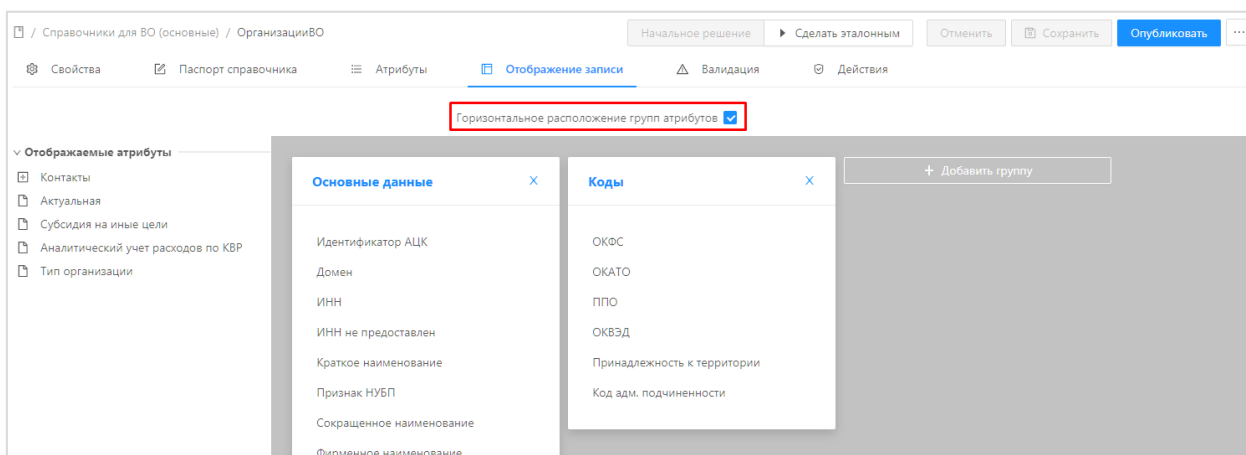 / Справочники для ВО (основные) / ОрганизацииВО
Начальное решение
Сделать эталонным
Отменить
Сохранить
Опубликовать
...
Свойства
Паспорт справочника
Атрибуты
Отображение записи
Валидация
Действия
Горизонтальное расположение групп атрибутов
Отображаемые атрибуты
Контакты
Актуальная
Субсидия на иные цели
Аналитический учет расходов по КВР
Тип организации
Основные данные X
Идентификатор АЦК
Домен
ИНН
ИНН не предоставлен
Краткое наименование
Признак НУБП
Сокращенное наименование
Фирменное наименование
Коды X
ОКФС
ОКАТО
ППО
ОКВЭД
Принадлежность к территории
Код адм. подчиненности
+ Добавить группу